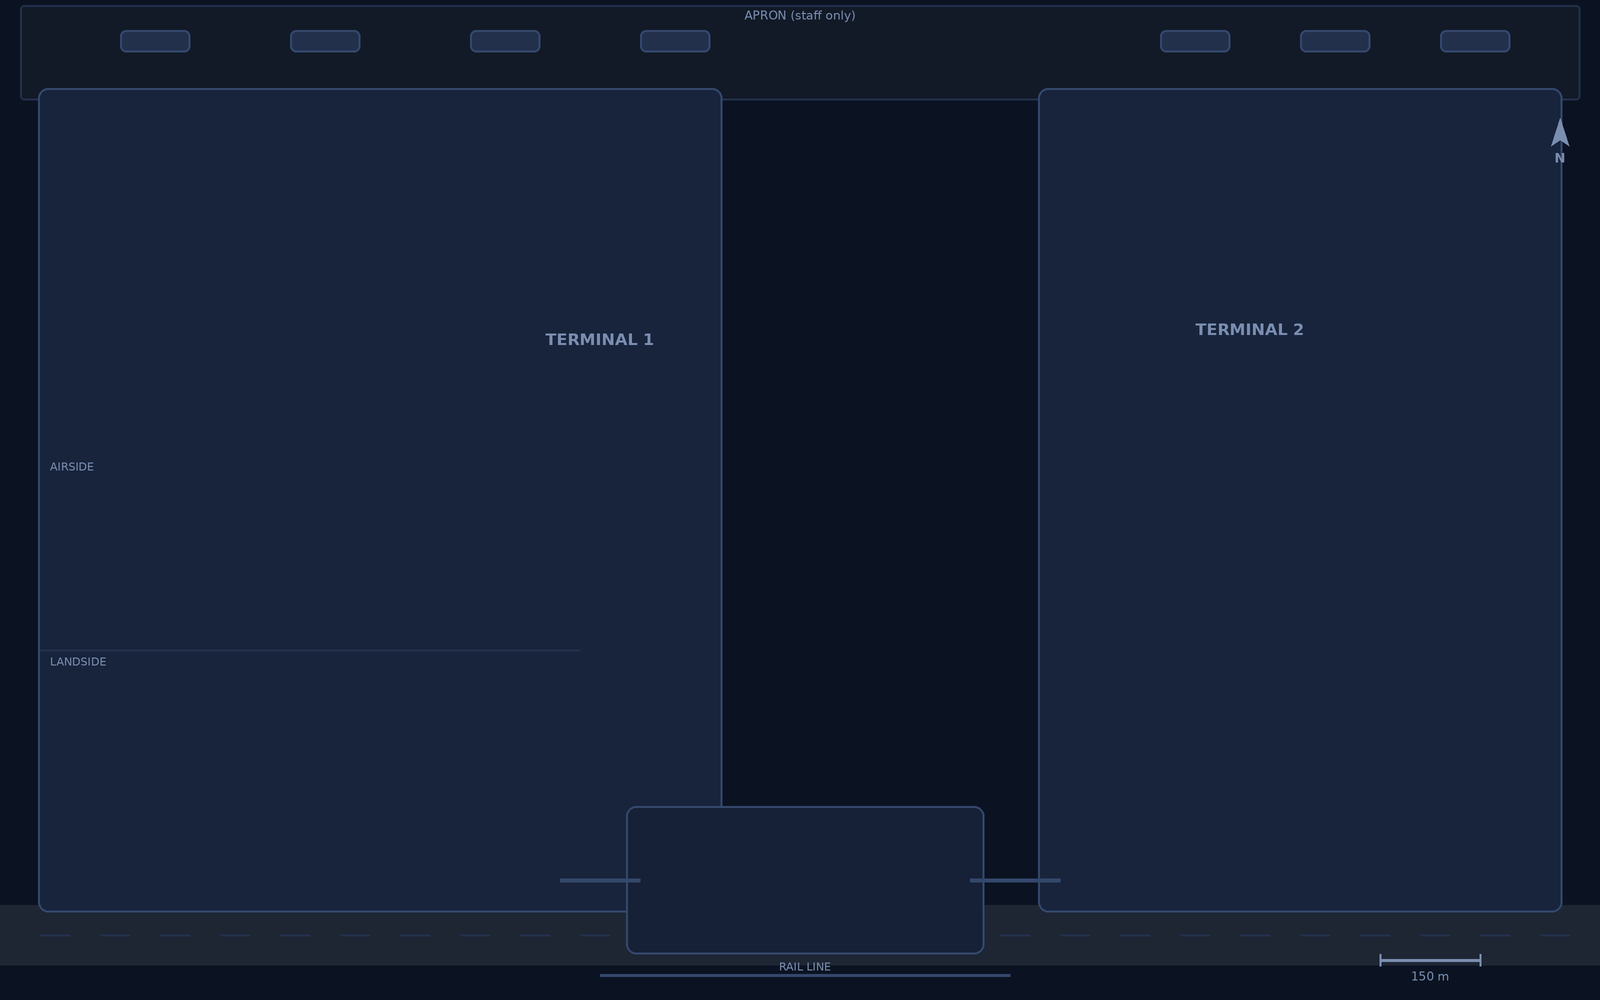 APRON (staff only)
N
TERMINAL 2
TERMINAL 1
AIRSIDE
LANDSIDE
RAIL LINE
150 m